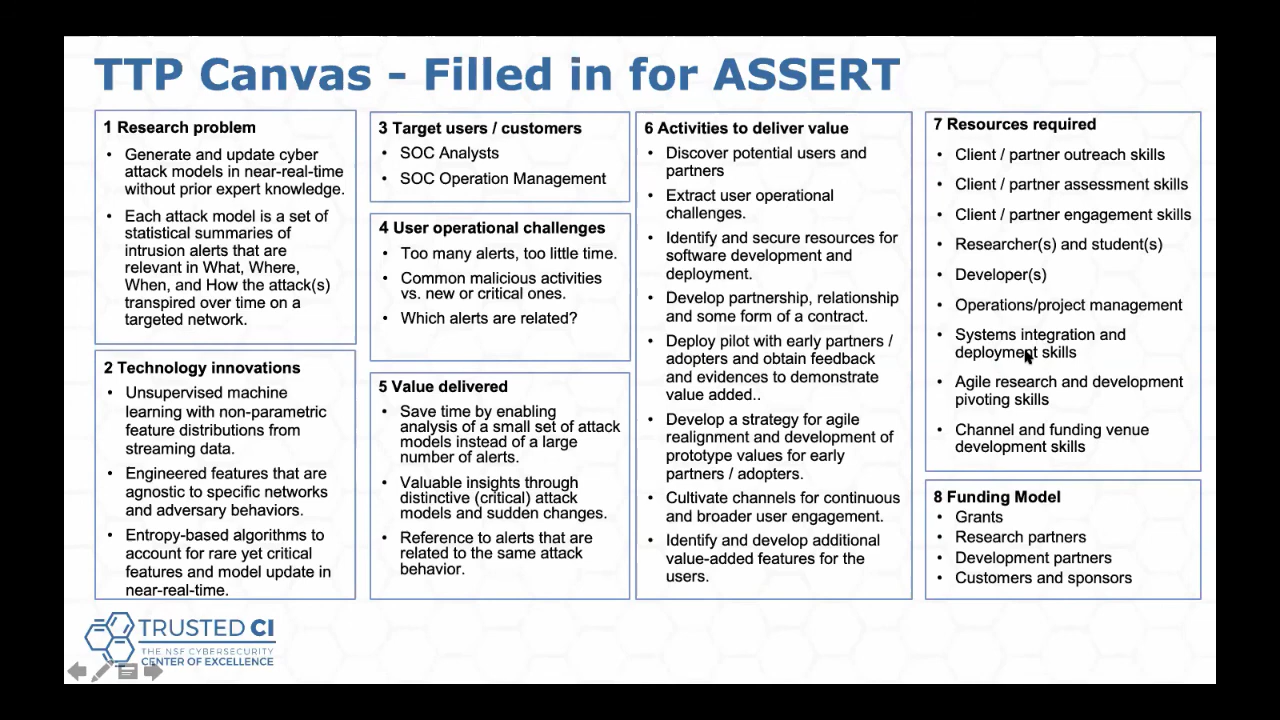 TTP Canvas - Filled in for ASSERT
1 Research problem
• Generate and update cyber
attack models in near-real-time
without prior expert knowledge.
• Each attack model is a set of
statistical summaries of
intrusion alerts that are
relevant in What, Where,
When, and How the attack(s)
transpired over time on a
targeted network.
2 Technology innovations
• Unsupervised machine
learning with non-parametric
feature distributions from
streaming data.
• Engineered features that are
agnostic to specific networks
and adversary behaviors.
• Entropy-based algorithms to
account for rare yet critical
features and model update in
near-real-time.
3 Target users / customers
• SOC Analysts
• SOC Operation Management
4 User operational challenges
• Too many alerts, too little time.
• Common malicious activities
vs. new or critical ones.
• Which alerts are related?
5 Value delivered
• Save time by enabling
analysis of a small set of attack
models instead of a large
number of alerts.
• Valuable insights through
distinctive (critical) attack
models and sudden changes.
• Reference to alerts that are
related to the same attack
behavior.
6 Activities to deliver value
• Discover potential users and
partners
• Extract user operational
challenges.
• Identify and secure resources for
software development and
deployment.
• Develop partnership, relationship
and some form of a contract.
• Deploy pilot with early partners /
adopters and obtain feedback
and evidences to demonstrate
value added..
• Develop a strategy for agile
realignment and development of
prototype values for early
partners / adopters.
• Cultivate channels for continuous
and broader user engagement.
• Identify and develop additional
value-added features for the
users.
7 Resources required
• Client / partner outreach skills
• Client / partner assessment skills
• Client / partner engagement skills
• Researcher(s) and student(s)
• Developer(s)
• Operations/project management
• Systems integration and
deployment skills
• Agile research and development
pivoting skills
• Channel and funding venue
development skills
8 Funding Model
• Grants
• Research partners
• Development partners
• Customers and sponsors
TRUSTED CI
THE NSF CYBERSECURITY
CENTER OF EXCELLENCE